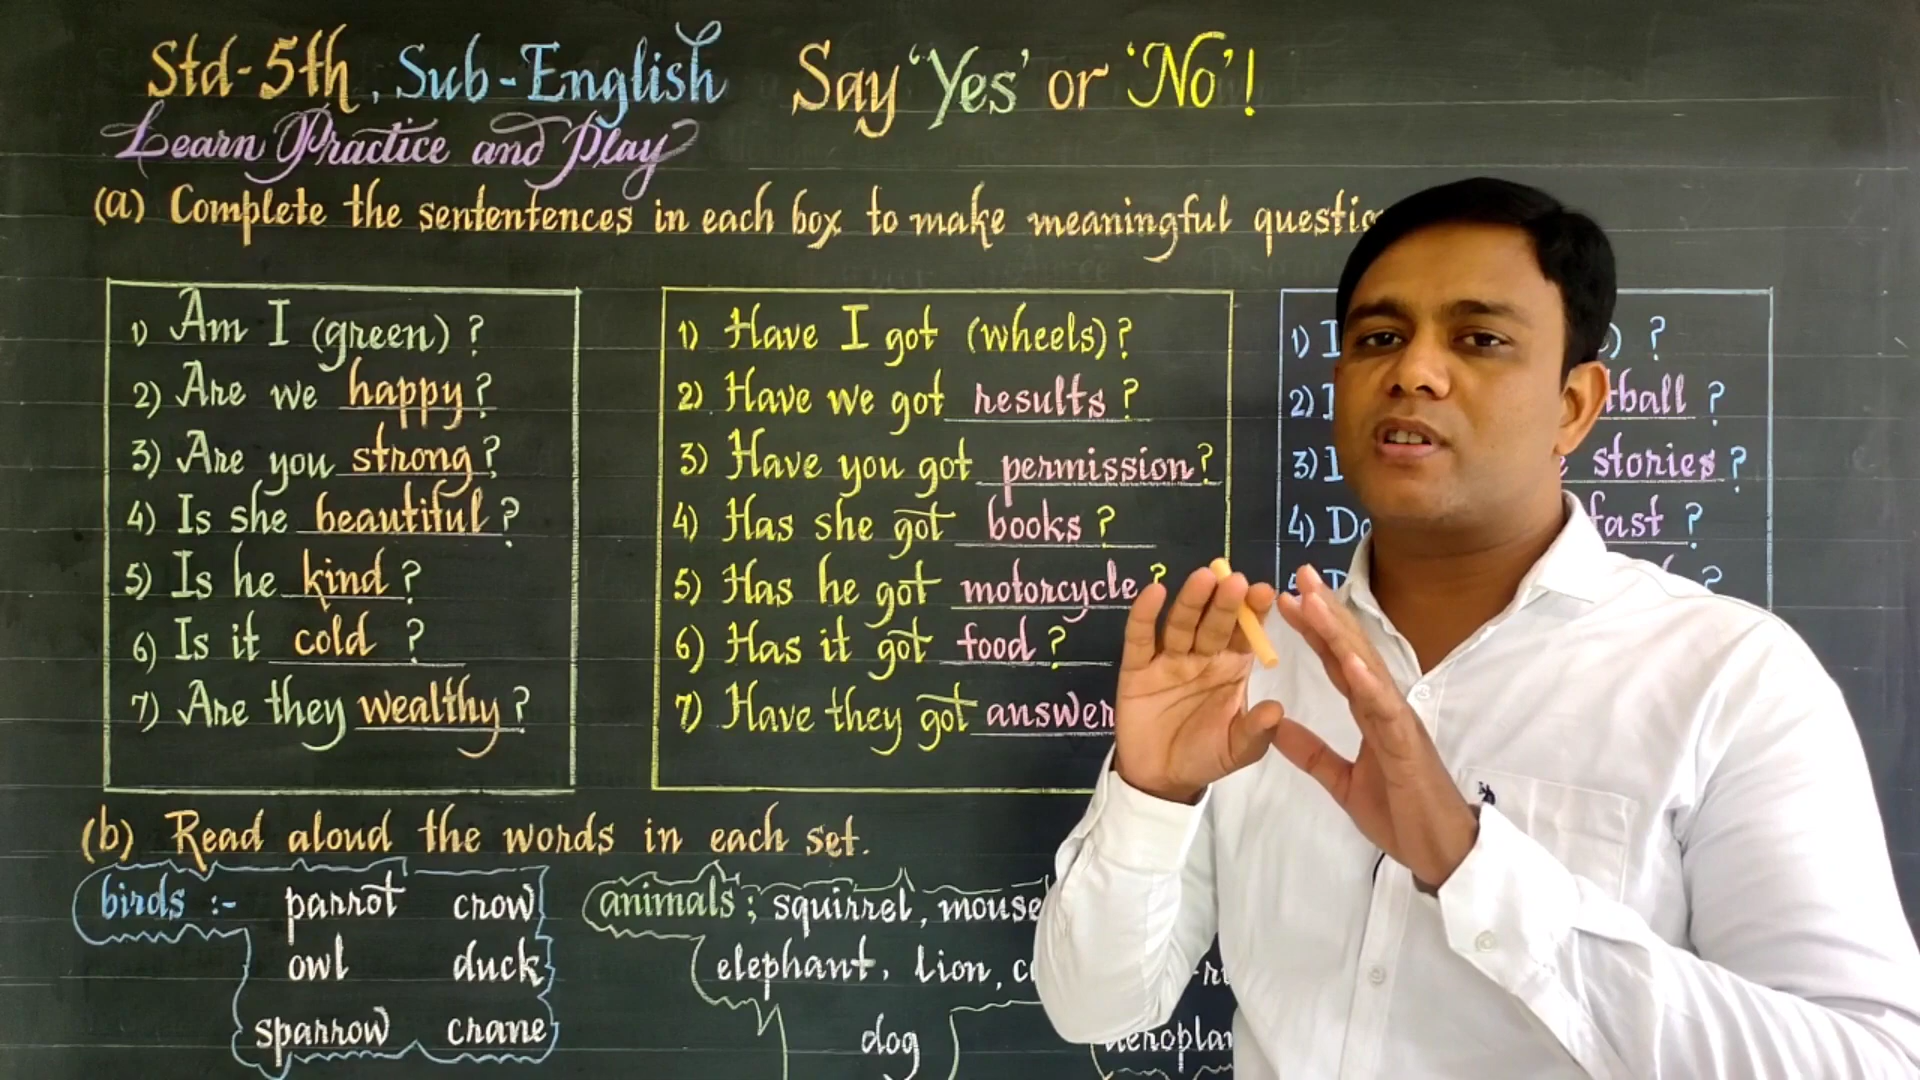 Std-5th, Sub-English Say 'Yes' or 'No'!
Learn Practice and Play
(a) Complete the sententences in each box to make meaningful
1) Am I (green) ?
2) Are we happy ?
3) Are you strong ?
4) Is she beautiful ?
5) Is he kind ?
6) Is it cold ?
7) Are they wealthy ?
1) Have I got (wheels) ?
2) Have we got results ?
3) Have you got permission ?
4) Has she got books ?
5) Has he got motorcycle ?
6) Has it got food ?
7) Have they got
1) ) ?
2) ?
3) stories ?
4) fast ?
?
(b) Read aloud the words in each set.
birds :- parrot crow
owl duck
sparrow crane
animals ; squirrel, mouse
elephant, Lion,
dog